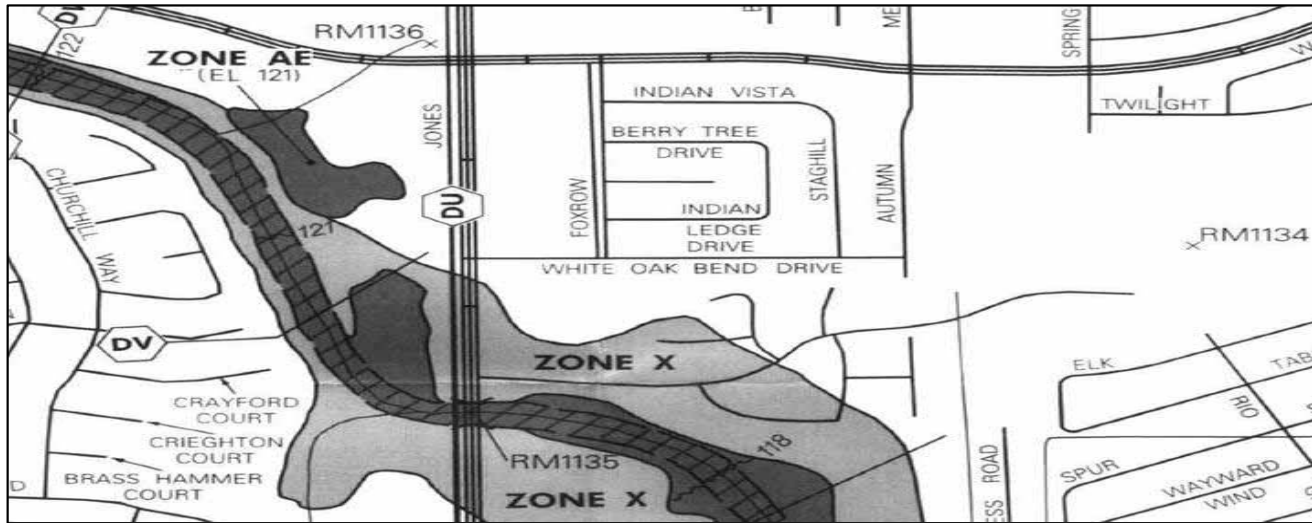 DV
122
RM1136
ZONE AE
(EL 121)
JONES
SPRING
TWILIGHT
INDIAN VISTA
BERRY TREE
DRIVE
INDIAN
LEDGE
DRIVE
FOXROW
STAGHILL
AUTUMN
DU
CHURCHILL WAY
121
RM1134
WHITE OAK BEND DRIVE
DV
ZONE X
CRAYFORD
COURT
CRIEGHTON
COURT
BRASS HAMMER
COURT
RM1135
ZONE X
118
ELK
RIO
SPUR
WAYWARD
WIND
ROAD